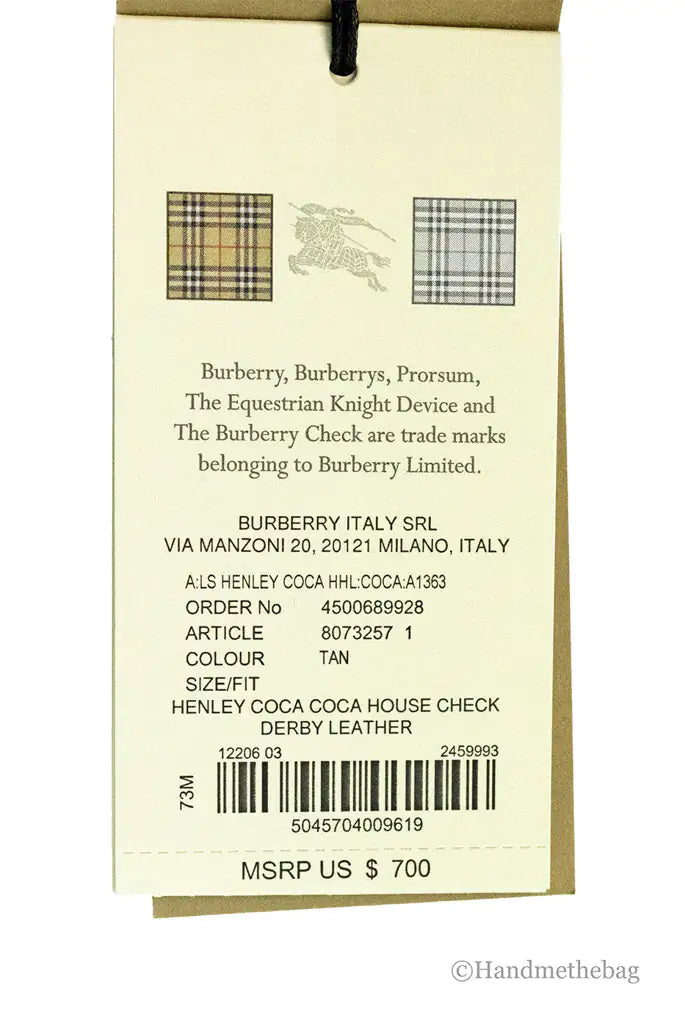 Burberry, Burberrys, Prorsum,
The Equestrian Knight Device and
The Burberry Check are trade marks
belonging to Burberry Limited.
BURBERRY ITALY SRL
VIA MANZONI 20, 20121 MILANO, ITALY
A:LS HENLEY COCA HHL:COCA:A1363
ORDER No 4500689928
ARTICLE 8073257 1
COLOUR TAN
SIZE/FIT
HENLEY COCA COCA HOUSE CHECK
DERBY LEATHER
12206 03 2459993
73M
5045704009619
MSRP US $ 700
©Handmethebag